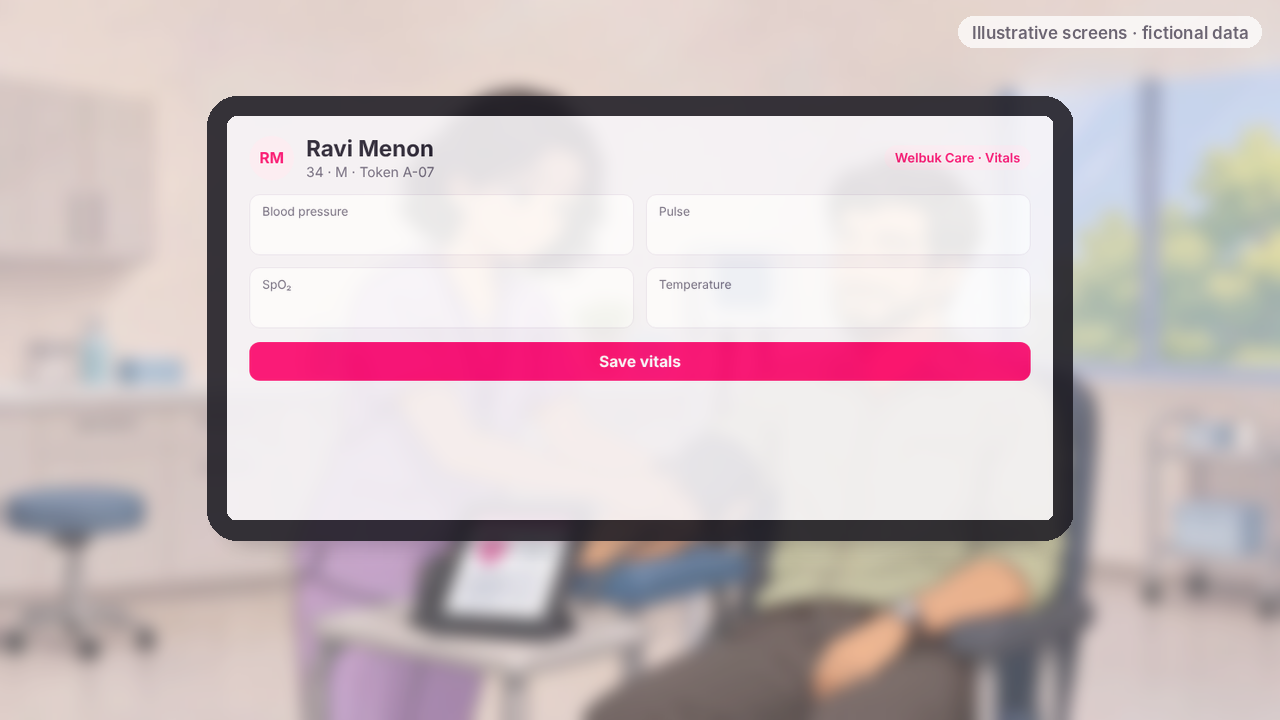 Illustrative screens · fictional data
RM
Ravi Menon
34 · M · Token A-07
Welbuk Care · Vitals
Blood pressure
Pulse
SpO₂
Temperature
Save vitals